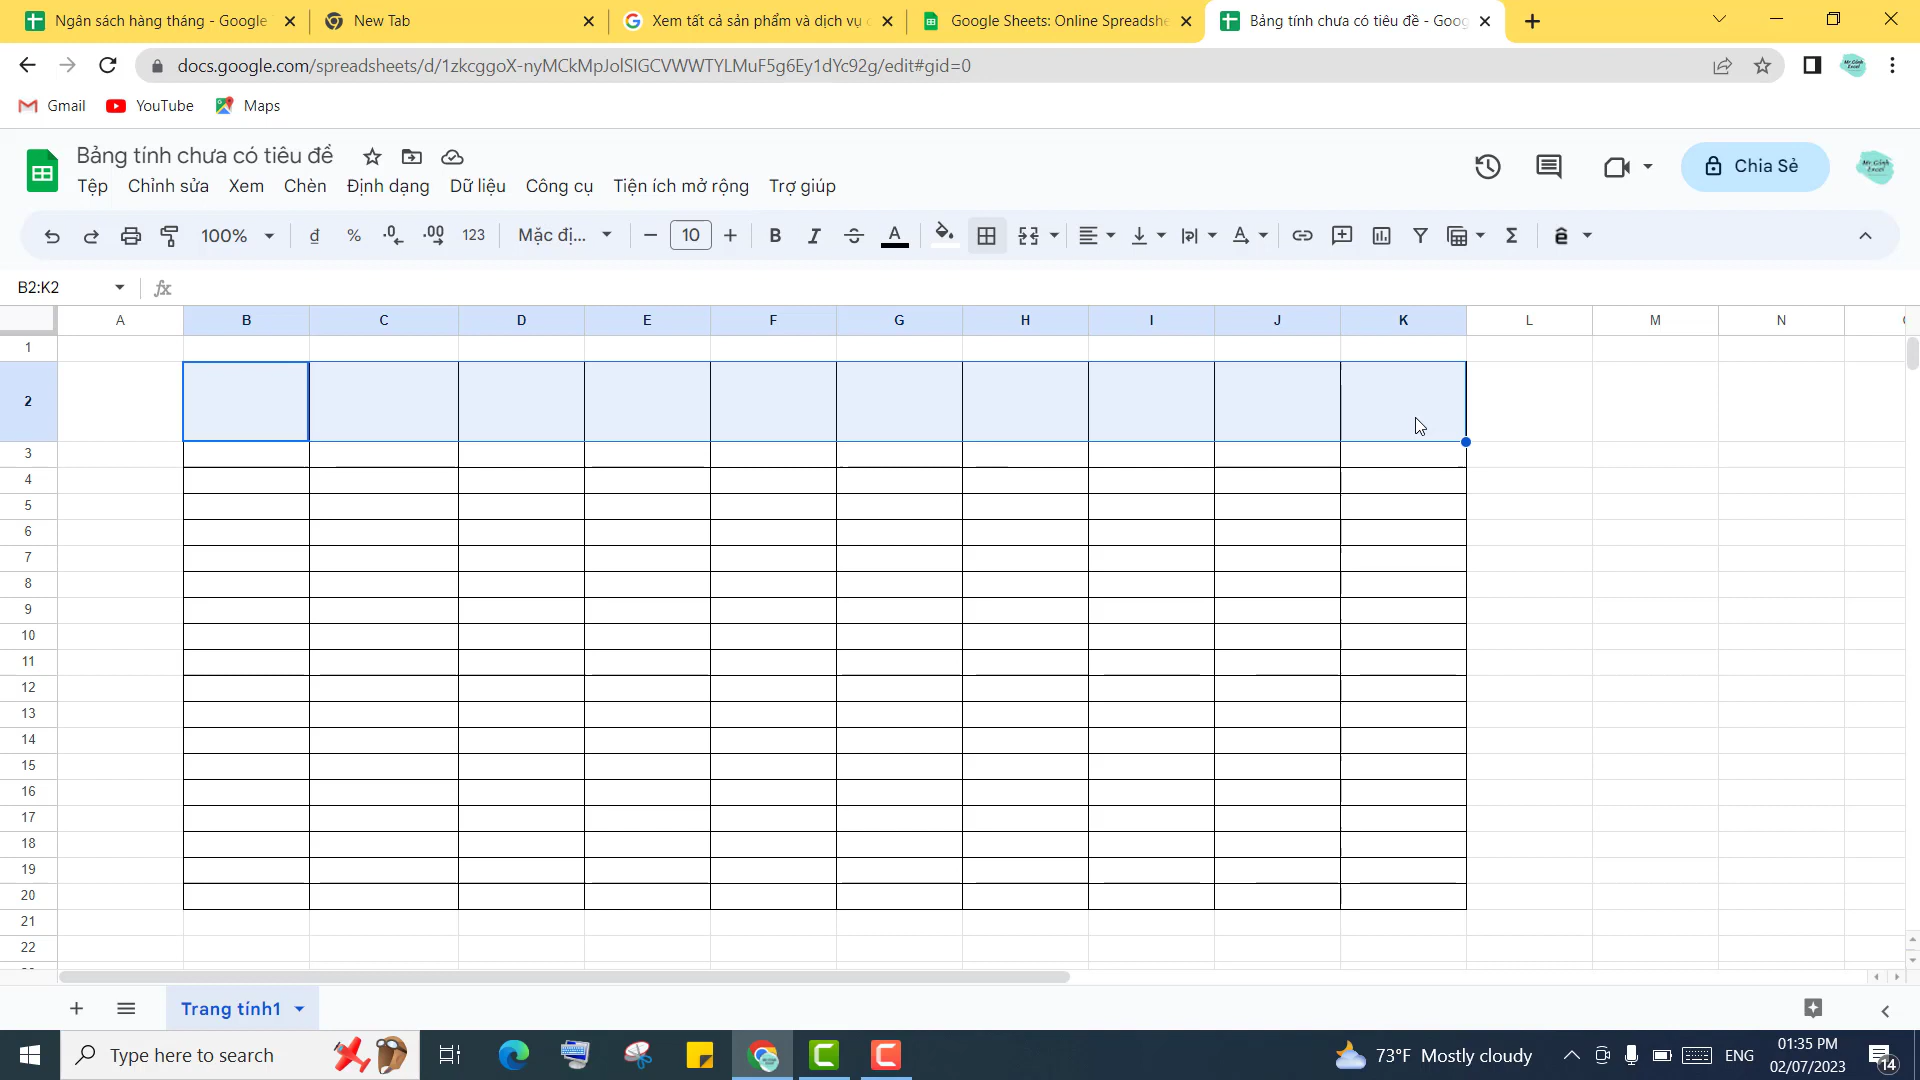 Ngân sách hàng tháng - Google
New Tab
Xem tất cả sản phẩm và dịch vụ
Google Sheets: Online Spreadshe
Bảng tính chưa có tiêu đề - Goog
docs.google.com/spreadsheets/d/1zkcggoX-nyMCkMpJolSIGCVWWTYLMuF5g6Ey1dYc92g/edit#gid=0
Gmail YouTube Maps
Bảng tính chưa có tiêu đề
Tệp Chỉnh sửa Xem Chèn Định dạng Dữ liệu Công cụ Tiện ích mở rộng Trợ giúp
Chia Sẻ
100% đ % .0 .00 123 Mặc đị... 10 B I A ê
B2:K2 fx
A B C D E F G H I J K L M N
1
2
3
4
5
6
7
8
9
10
11
12
13
14
15
16
17
18
19
20
21
22
Trang tính1
Type here to search
73°F Mostly cloudy
ENG
01:35 PM
02/07/2023
14